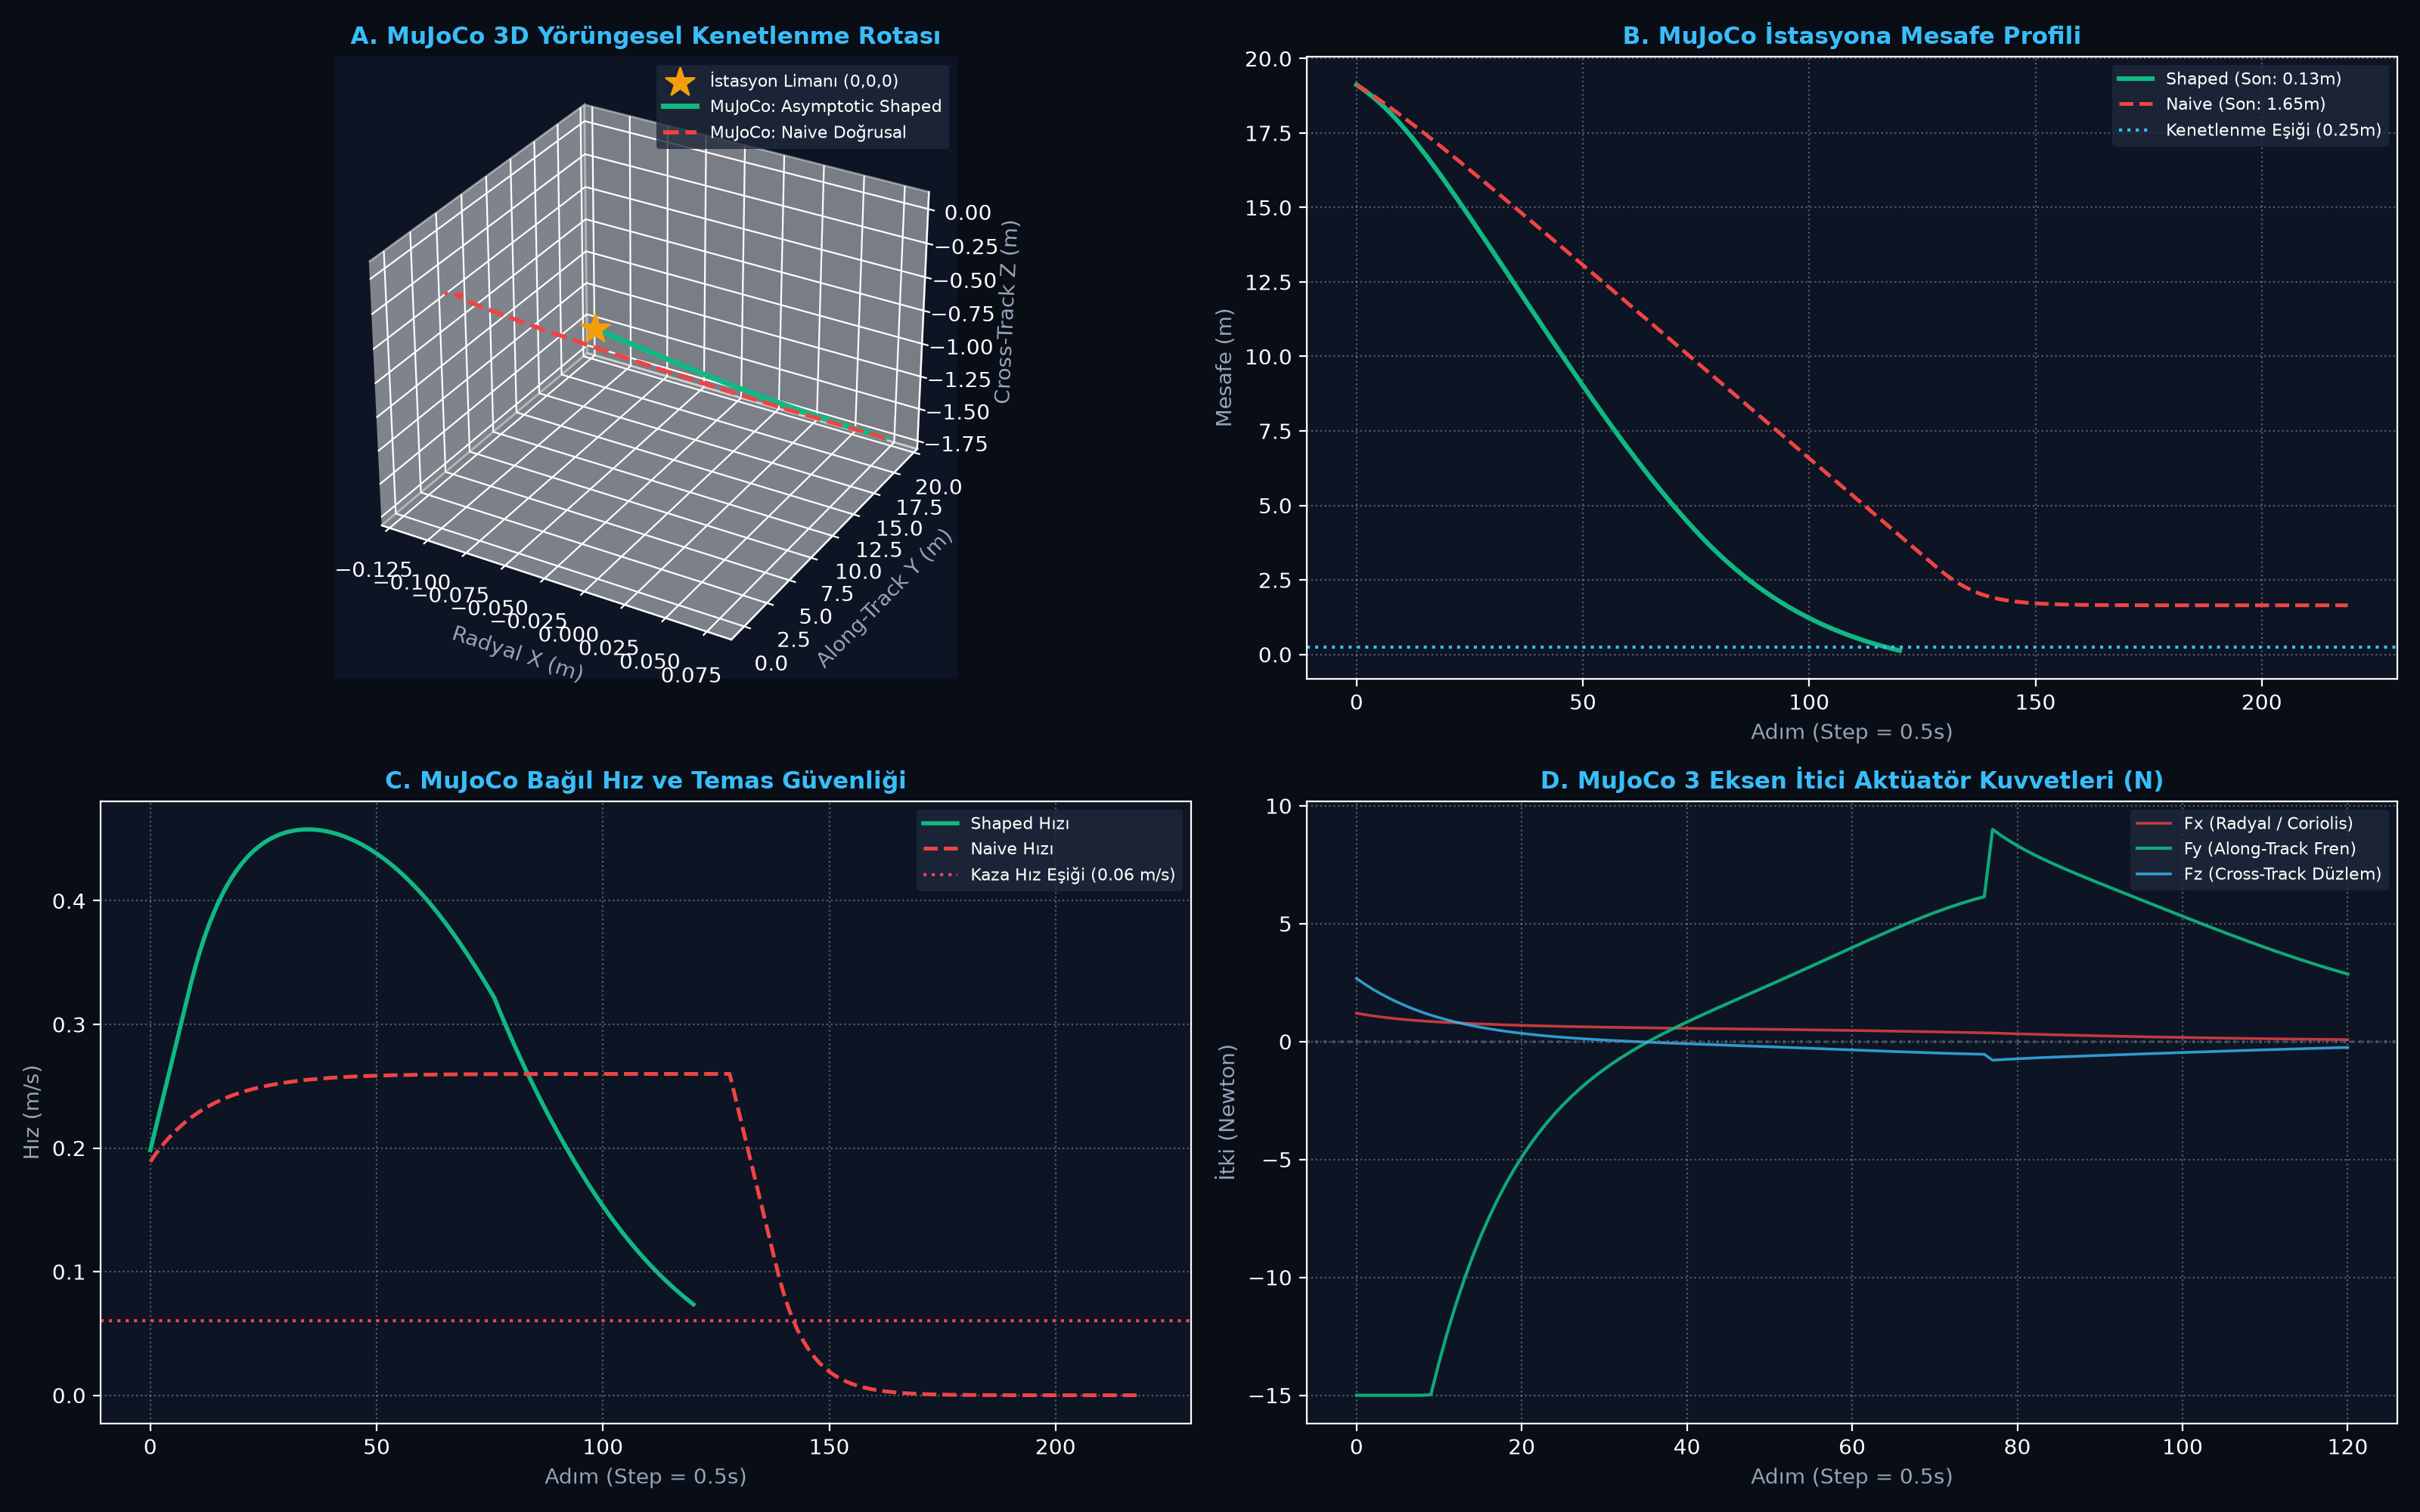 A. MuJoCo 3D Yörüngesel Kenetlenme Rotası
İstasyon Limanı (0,0,0)
MuJoCo: Asymptotic Shaped
MuJoCo: Naive Doğrusal
0.00
−0.25
−0.50
−0.75
−1.00
−1.25
−1.50
−1.75
Cross-Track Z (m)
20.0
17.5
15.0
12.5
10.0
7.5
5.0
2.5
0.0
Along-Track Y (m)
−0.125
−0.100
−0.075
−0.050
−0.025
0.000
0.025
0.050
0.075
Radyal X (m)
B. MuJoCo İstasyona Mesafe Profili
Shaped (Son: 0.13m)
Naive (Son: 1.65m)
Kenetlenme Eşiği (0.25m)
20.0
17.5
15.0
12.5
10.0
7.5
5.0
2.5
0.0
Mesafe (m)
0 50 100 150 200
Adım (Step = 0.5s)
C. MuJoCo Bağıl Hız ve Temas Güvenliği
Shaped Hızı
Naive Hızı
Kaza Hız Eşiği (0.06 m/s)
0.4
0.3
0.2
0.1
0.0
Hız (m/s)
0 50 100 150 200
Adım (Step = 0.5s)
D. MuJoCo 3 Eksen İtici Aktüatör Kuvvetleri (N)
Fx (Radyal / Coriolis)
Fy (Along-Track Fren)
Fz (Cross-Track Düzlem)
10
5
0
−5
−10
−15
İtki (Newton)
0 20 40 60 80 100 120
Adım (Step = 0.5s)